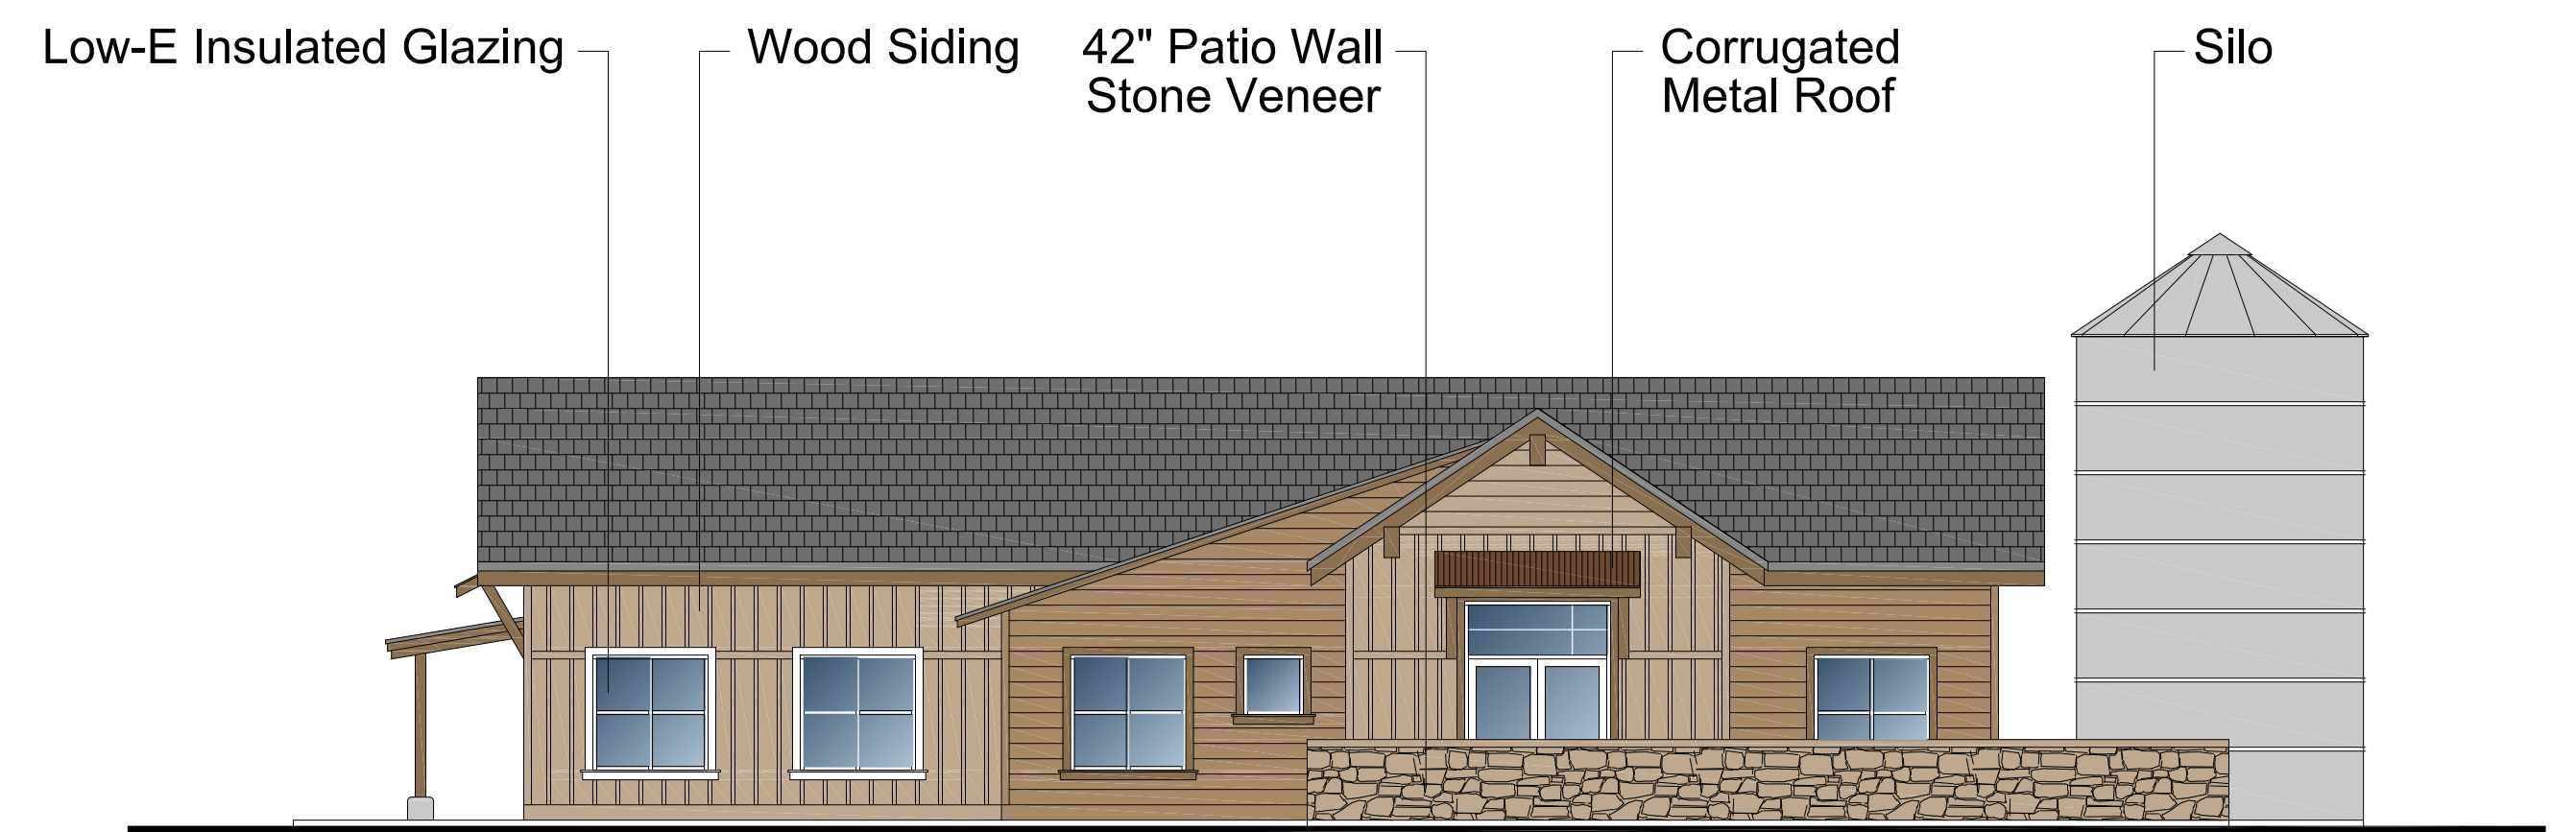 Low-E Insulated Glazing
Wood Siding
42" Patio Wall
Stone Veneer
Corrugated
Metal Roof
Silo